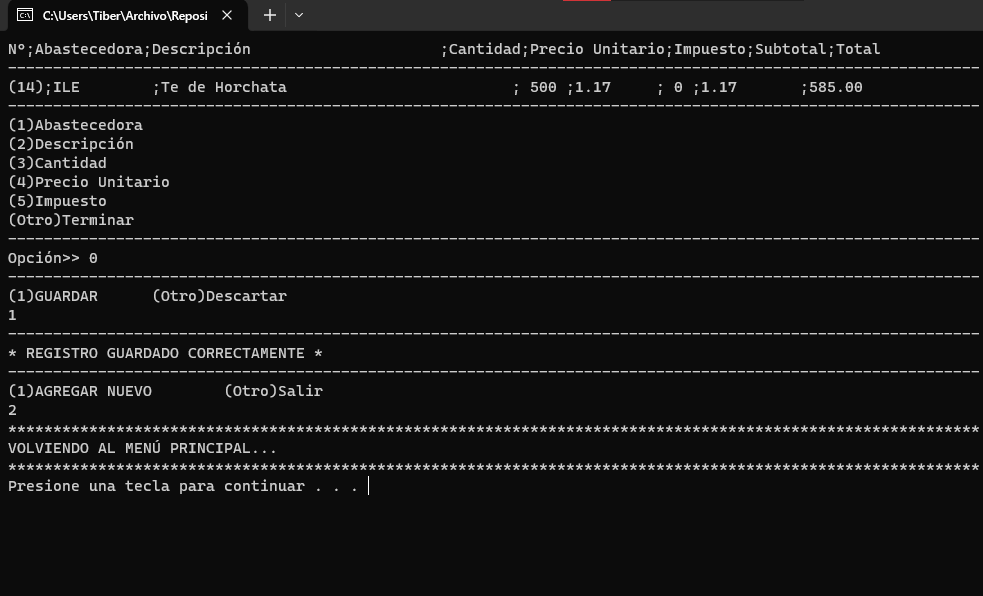 C:\Users\Tiber\Archivo\Reposi
Nº;Abastecedora;Descripción                     ;Cantidad;Precio Unitario;Impuesto;Subtotal;Total
------------------------------------------------------------------------------------------------------------
(14);ILE        ;Te de Horchata                         ; 500 ;1.17     ; 0 ;1.17       ;585.00
------------------------------------------------------------------------------------------------------------
(1)Abastecedora
(2)Descripción
(3)Cantidad
(4)Precio Unitario
(5)Impuesto
(Otro)Terminar
------------------------------------------------------------------------------------------------------------
Opción>> 0
------------------------------------------------------------------------------------------------------------
(1)GUARDAR      (Otro)Descartar
1
------------------------------------------------------------------------------------------------------------
* REGISTRO GUARDADO CORRECTAMENTE *
------------------------------------------------------------------------------------------------------------
(1)AGREGAR NUEVO        (Otro)Salir
2
************************************************************************************************************
VOLVIENDO AL MENÚ PRINCIPAL...
************************************************************************************************************
Presione una tecla para continuar . . .